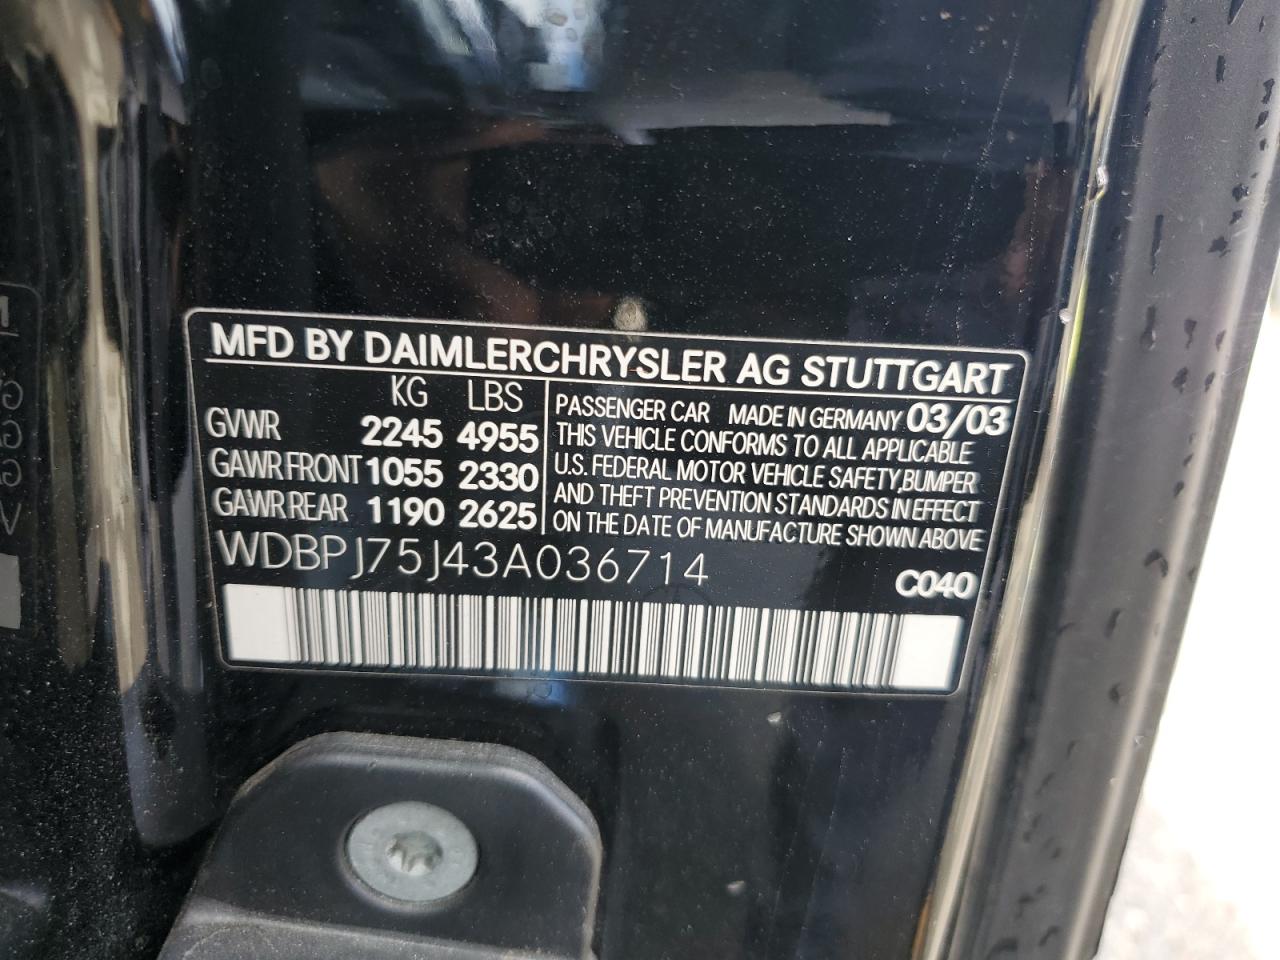 MFD BY DAIMLERCHRYSLER AG STUTTGART
KG LBS
GVWR 2245 4955
GAWR FRONT 1055 2330
GAWR REAR 1190 2625
PASSENGER CAR MADE IN GERMANY 03/03
THIS VEHICLE CONFORMS TO ALL APPLICABLE
U.S. FEDERAL MOTOR VEHICLE SAFETY, BUMPER
AND THEFT PREVENTION STANDARDS IN EFFECT
ON THE DATE OF MANUFACTURE SHOWN ABOVE
WDBPJ75J43A036714
C040